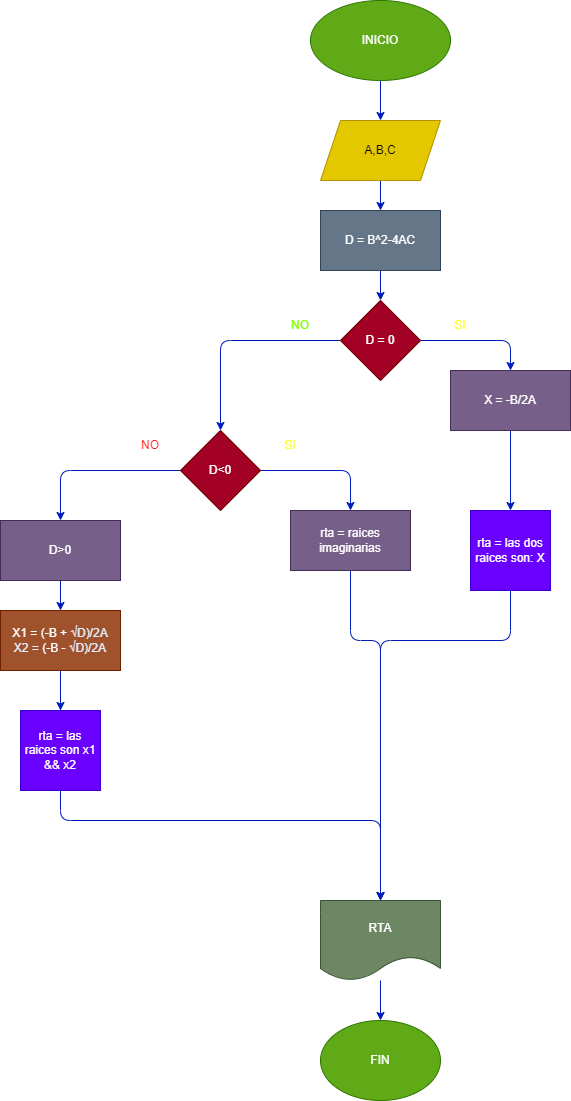 INICIO
A,B,C
D = B^2-4AC
NO
SI
D = 0
X = -B/2A
NO
SI
D<0
rta = raices
imaginarias
rta = las dos
raices son: X
D>0
X1 = (-B + √D)/2A
X2 = (-B - √D)/2A
rta = las
raices son x1
&& x2
RTA
FIN